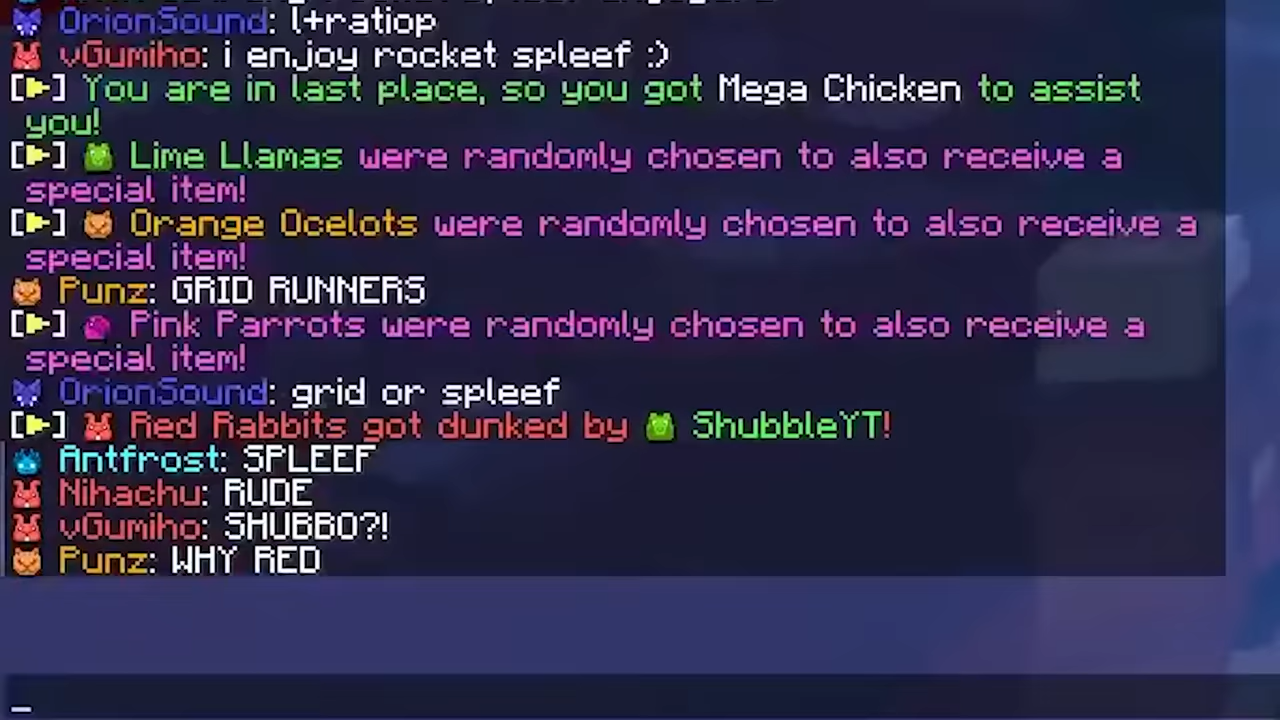 OrionSound: l+ratiop
vGumiho: i enjoy rocket spleef :)
[▶] You are in last place, so you got Mega Chicken to assist
you!
[▶] Lime Llamas were randomly chosen to also receive a
special item!
[▶] Orange Ocelots were randomly chosen to also receive a
special item!
Punz: GRID RUNNERS
[▶] Pink Parrots were randomly chosen to also receive a
special item!
OrionSound: grid or spleef
[▶] Red Rabbits got dunked by ShubbleYT!
Antfrost: SPLEEF
Nihachu: RUDE
vGumiho: SHUBBO?!
Punz: WHY RED
_